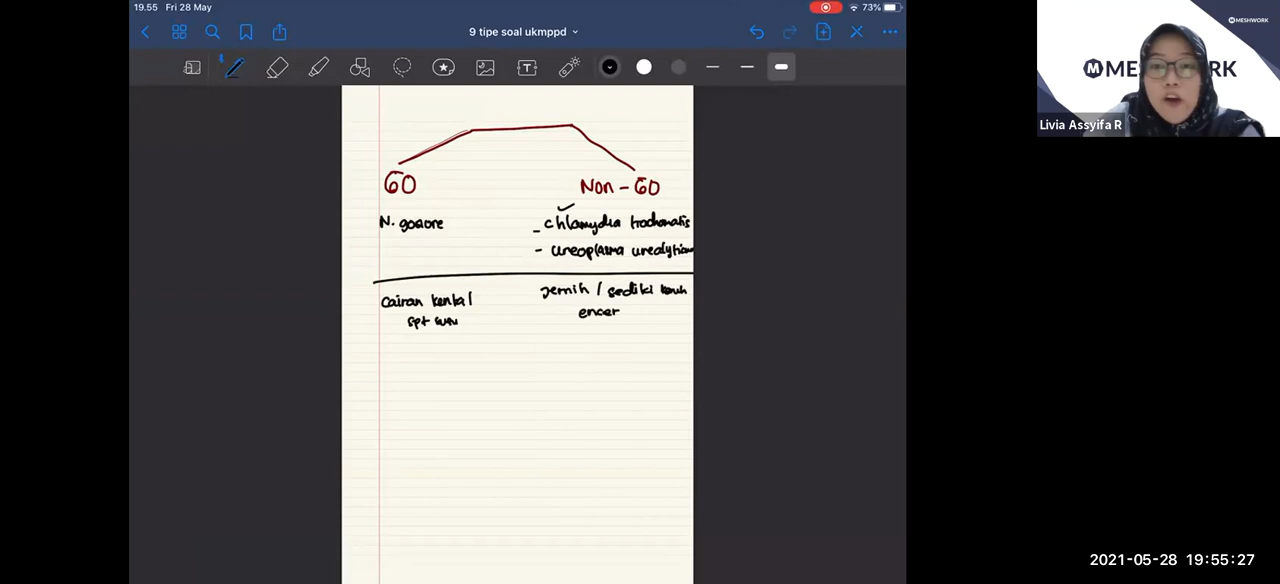 19.55 Fri 28 May
73%
9 tipe soal ukmppd
MESHWORK
MESHWORK
Livia Assyifa R
GO
Non - GO
N. gonore
- Chlamydia trachomatis
- Ureoplasma urealyticum
Cairan kental
spt susu
Jernih / sedikit keruh
encer
2021-05-28 19:55:27